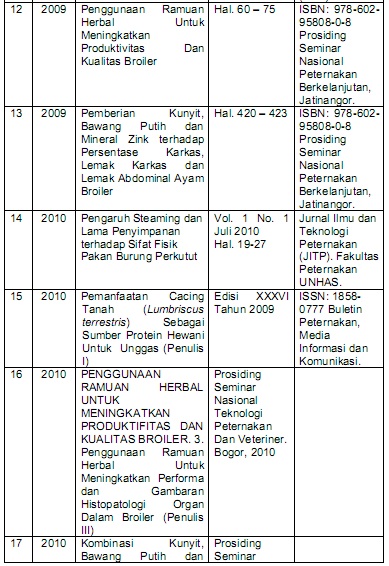 12 2009 Penggunaan Ramuan Herbal Untuk Meningkatkan Produktivitas Dan Kualitas Broiler Hal. 60 – 75 ISBN: 978-602-95808-0-8 Prosiding Seminar Nasional Peternakan Berkelanjutan, Jatinangor.
13 2009 Pemberian Kunyit, Bawang Putih dan Mineral Zink terhadap Persentase Karkas, Lemak Karkas dan Lemak Abdominal Ayam Broiler Hal. 420 – 423 ISBN: 978-602-95808-0-8 Prosiding Seminar Nasional Peternakan Berkelanjutan, Jatinangor.
14 2010 Pengaruh Steaming dan Lama Penyimpanan terhadap Sifat Fisik Pakan Burung Perkutut Vol. 1 No. 1 Juli 2010 Hal. 19-27 Jurnal Ilmu dan Teknologi Peternakan (JITP). Fakultas Peternakan UNHAS.
15 2010 Pemanfaatan Cacing Tanah (Lumbriscus terrestris) Sebagai Sumber Protein Hewani Untuk Unggas (Penulis I) Edisi XXXVI Tahun 2009 ISSN: 1858-0777 Buletin Peternakan, Media Informasi dan Komunikasi.
16 2010 PENGGUNAAN RAMUAN HERBAL UNTUK MENINGKATKAN PRODUKTIFITAS DAN KUALITAS BROILER. 3. Penggunaan Ramuan Herbal Untuk Meningkatkan Performa dan Gambaran Histopatologi Organ Dalam Broiler (Penulis III) Prosiding Seminar Nasional Teknologi Peternakan Dan Veteriner. Bogor, 2010
17 2010 Kombinasi Kunyit, Bawang Putih dan Prosiding Seminar